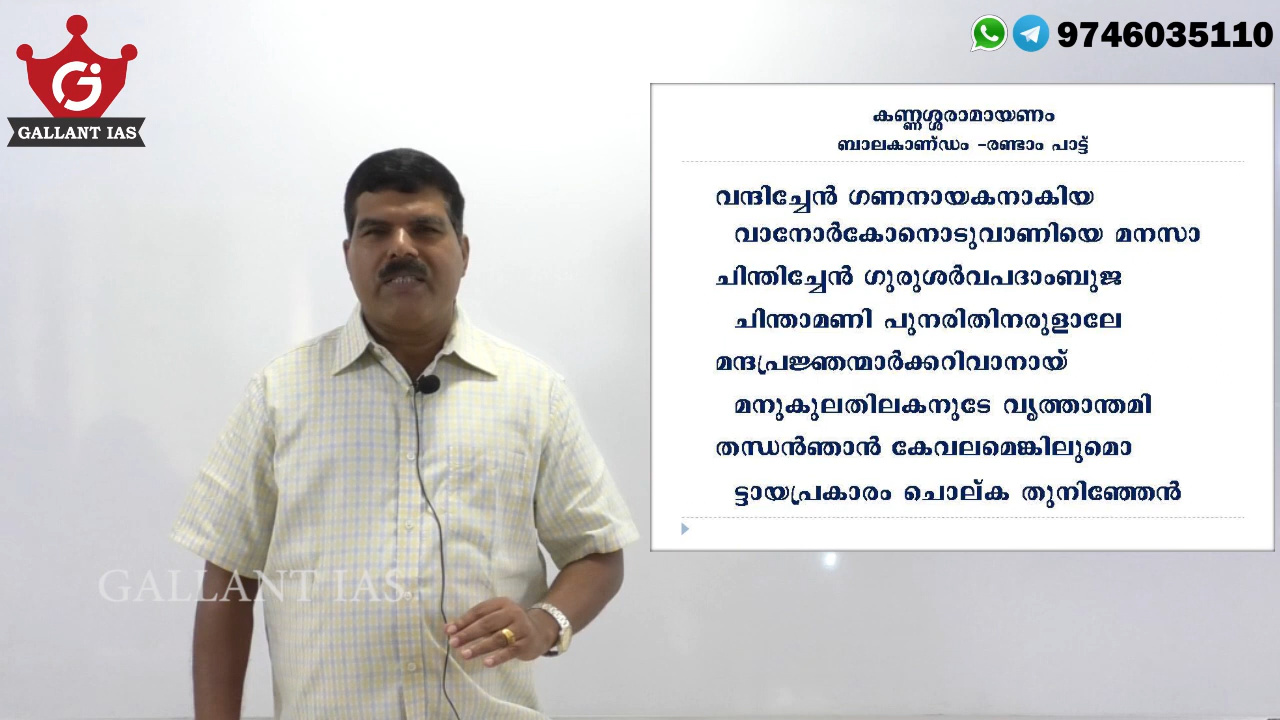 GALLANT IAS
9746035110
കണ്ണശ്ശരാമായണം
ബാലകാണ്ഡം -രണ്ടാം പാട്ട്
വന്ദിച്ചേൻ ഗണനായകനാകിയ
വാനോർകോനൊടുവാണിയെ മനസാ
ചിന്തിച്ചേൻ ഗുരുശർവപദാംബുജ
ചിന്താമണി പുനരിതിനരുളാലേ
മന്ദപ്രജ്ഞന്മാർക്കറിവാനായ്
മനുകുലതിലകനുടേ വൃത്താന്തമി
തന്ധൻഞാൻ കേവലമെങ്കിലുമൊ
ട്ടായപ്രകാരം ചൊല്ക തുനിഞ്ഞേൻ
GALLANT IAS